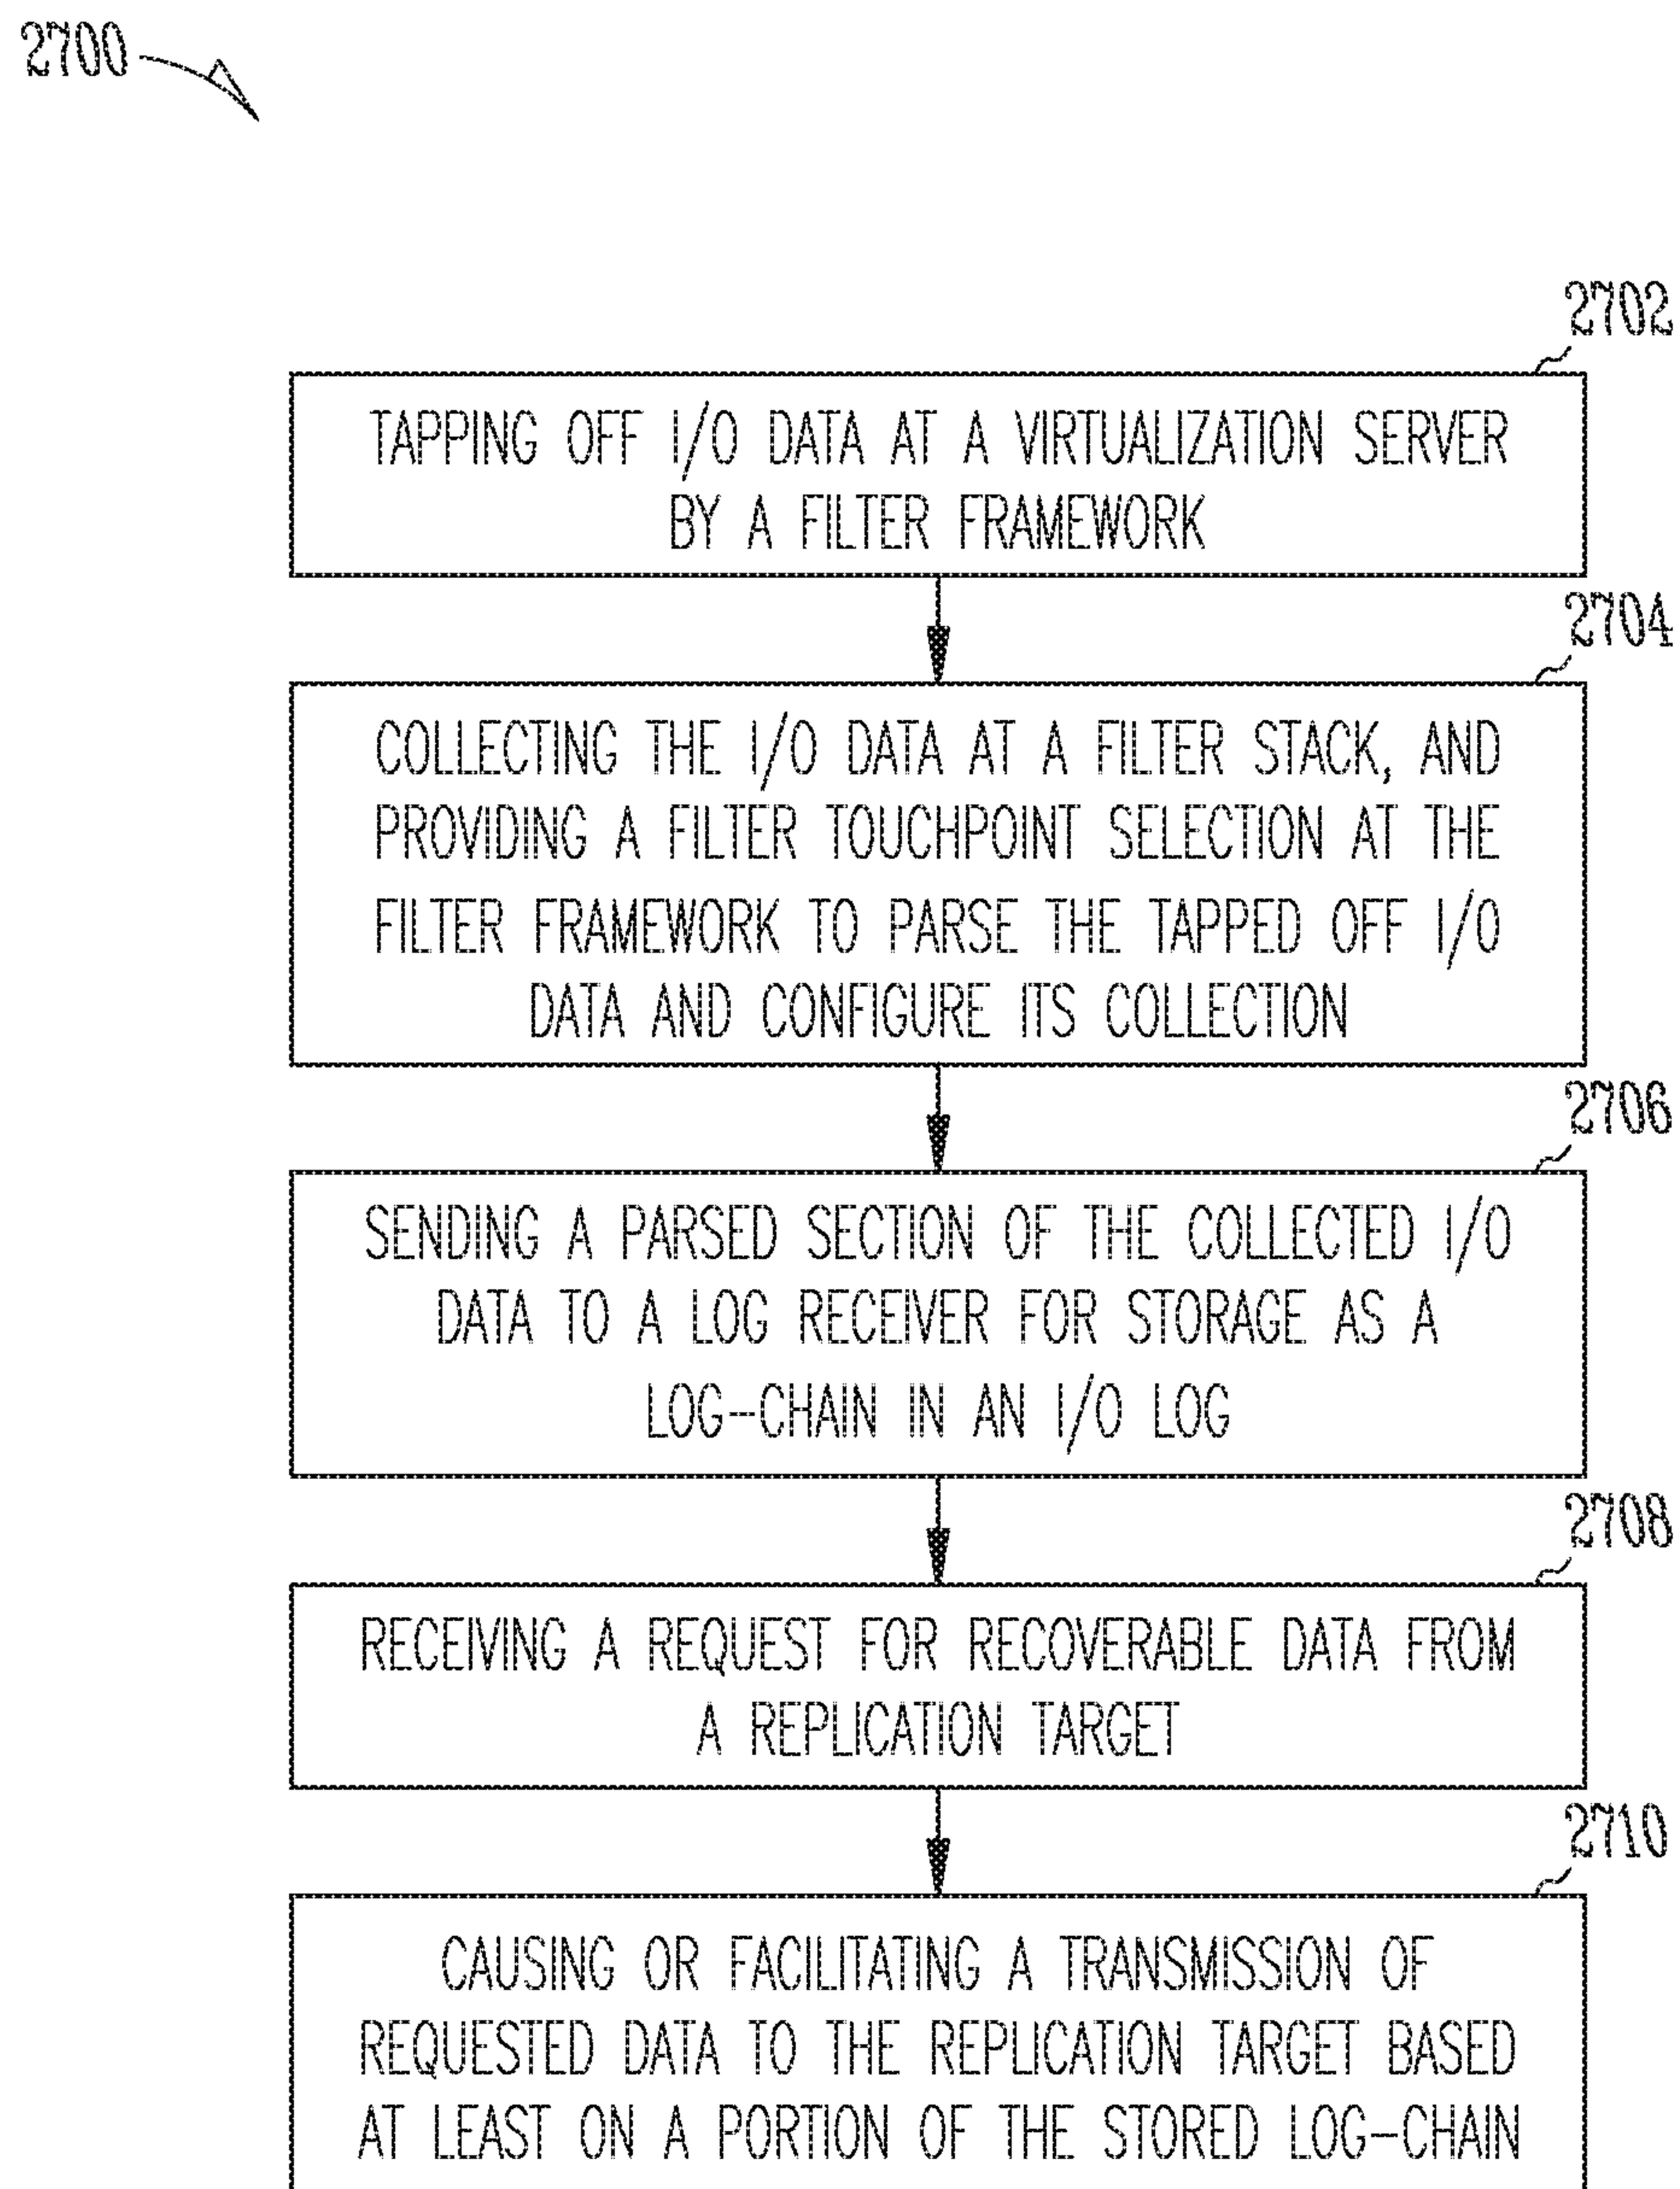 2700
2702
TAPPING OFF I/O DATA AT A VIRTUALIZATION SERVER
BY A FILTER FRAMEWORK
2704
COLLECTING THE I/O DATA AT A FILTER STACK, AND
PROVIDING A FILTER TOUCHPOINT SELECTION AT THE
FILTER FRAMEWORK TO PARSE THE TAPPED OFF I/O
DATA AND CONFIGURE ITS COLLECTION
2706
SENDING A PARSED SECTION OF THE COLLECTED I/O
DATA TO A LOG RECEIVER FOR STORAGE AS A
LOG-CHAIN IN AN I/O LOG
2708
RECEIVING A REQUEST FOR RECOVERABLE DATA FROM
A REPLICATION TARGET
2710
CAUSING OR FACILITATING A TRANSMISSION OF
REQUESTED DATA TO THE REPLICATION TARGET BASED
AT LEAST ON A PORTION OF THE STORED LOG-CHAIN